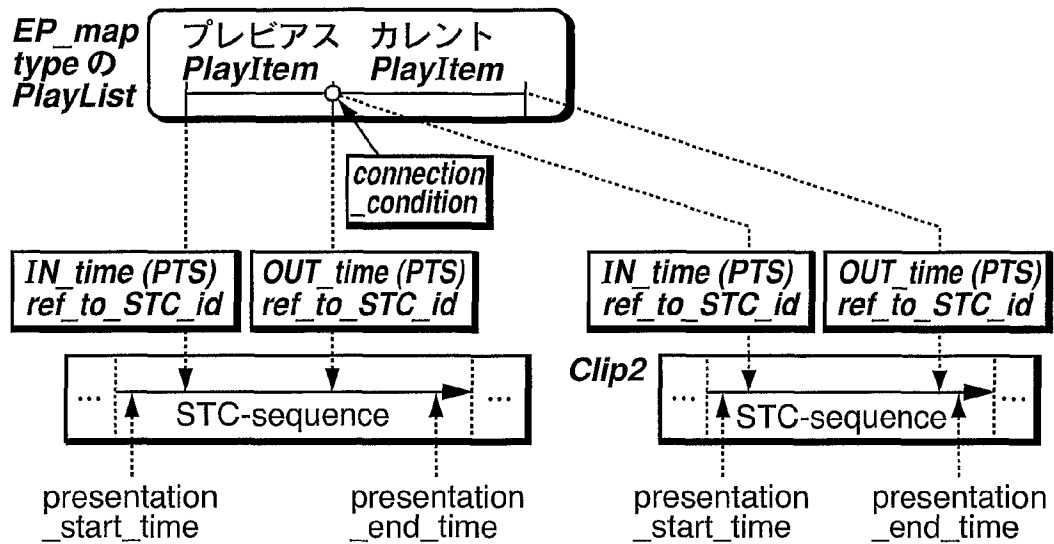 EP_map
type の
PlayList
プレビアス カレント
PlayItem PlayItem
connection
_condition
IN_time (PTS)
ref_to_STC_id
OUT_time (PTS)
ref_to_STC_id
IN_time (PTS)
ref_to_STC_id
OUT_time (PTS)
ref_to_STC_id
... STC-sequence ...
Clip2
... STC-sequence ...
presentation
_start_time
presentation
_end_time
presentation
_start_time
presentation
_end_time